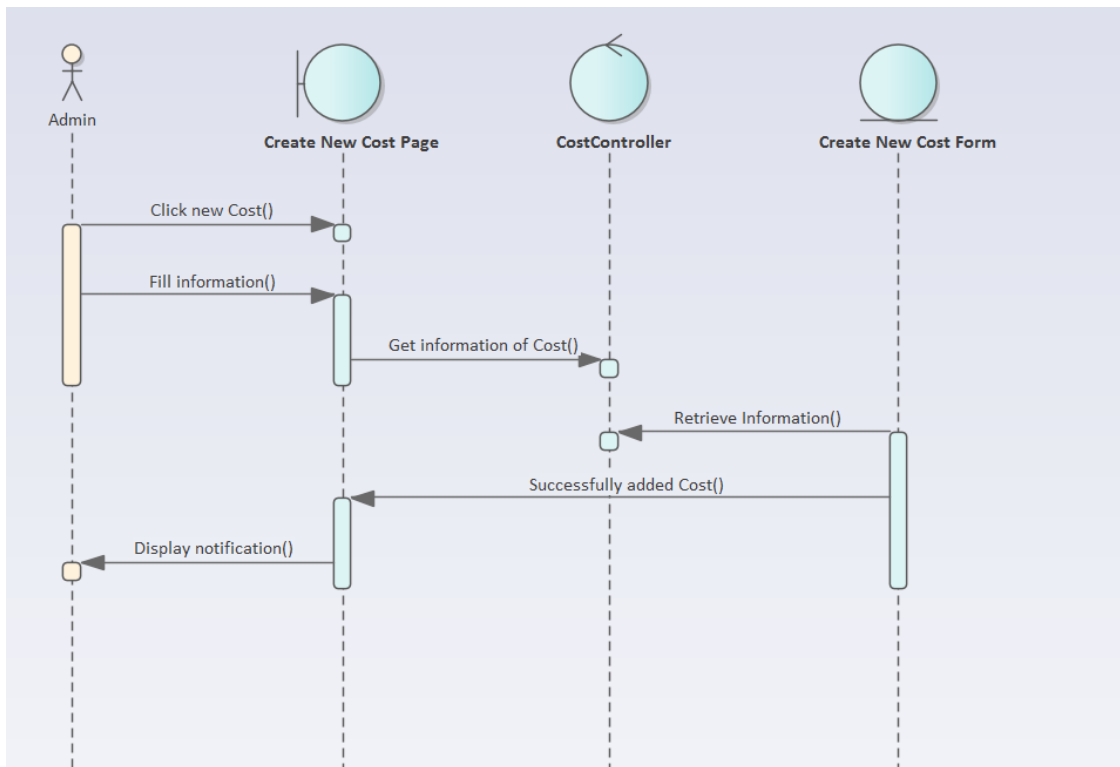 Admin
Create New Cost Page
CostController
Create New Cost Form
Click new Cost()
Fill information()
Get information of Cost()
Retrieve Information()
Successfully added Cost()
Display notification()